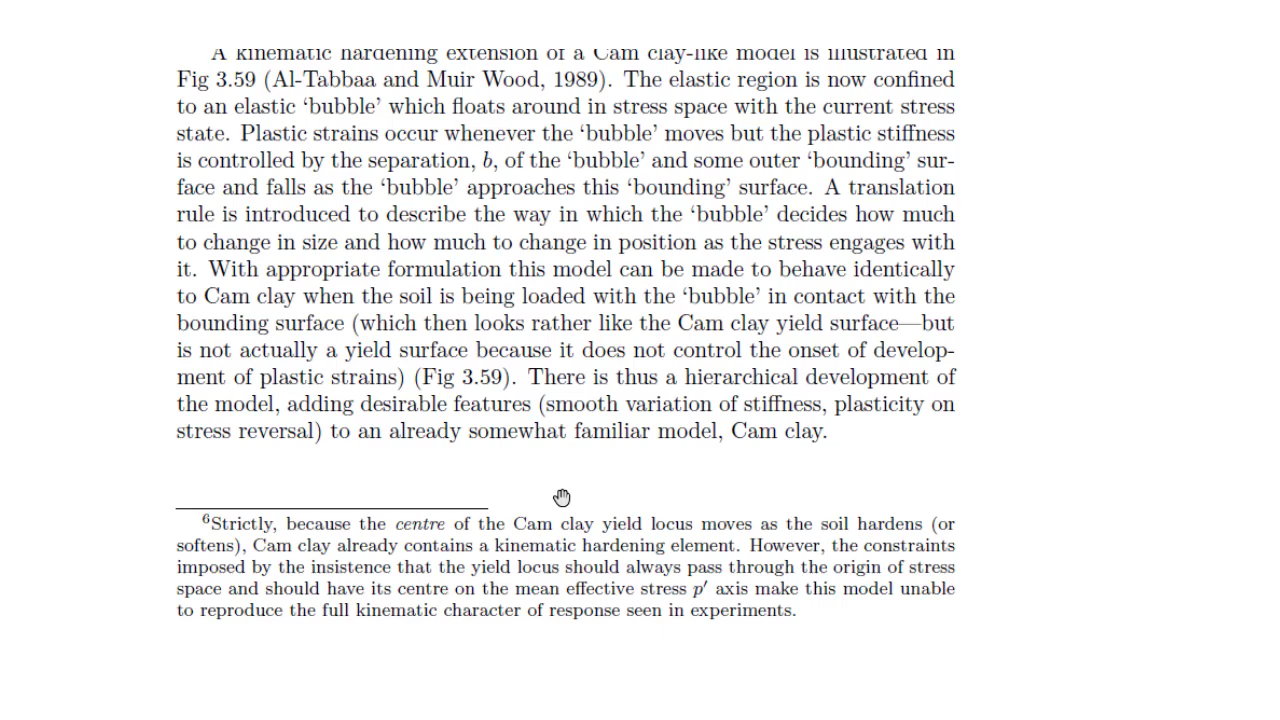 A kinematic hardening extension of a Cam clay-like model is illustrated in
Fig 3.59 (Al-Tabbaa and Muir Wood, 1989). The elastic region is now confined
to an elastic ‘bubble’ which floats around in stress space with the current stress
state. Plastic strains occur whenever the ‘bubble’ moves but the plastic stiffness
is controlled by the separation, b, of the ‘bubble’ and some outer ‘bounding’ sur-
face and falls as the ‘bubble’ approaches this ‘bounding’ surface. A translation
rule is introduced to describe the way in which the ‘bubble’ decides how much
to change in size and how much to change in position as the stress engages with
it. With appropriate formulation this model can be made to behave identically
to Cam clay when the soil is being loaded with the ‘bubble’ in contact with the
bounding surface (which then looks rather like the Cam clay yield surface—but
is not actually a yield surface because it does not control the onset of develop-
ment of plastic strains) (Fig 3.59). There is thus a hierarchical development of
the model, adding desirable features (smooth variation of stiffness, plasticity on
stress reversal) to an already somewhat familiar model, Cam clay.
6Strictly, because the centre of the Cam clay yield locus moves as the soil hardens (or
softens), Cam clay already contains a kinematic hardening element. However, the constraints
imposed by the insistence that the yield locus should always pass through the origin of stress
space and should have its centre on the mean effective stress p′ axis make this model unable
to reproduce the full kinematic character of response seen in experiments.